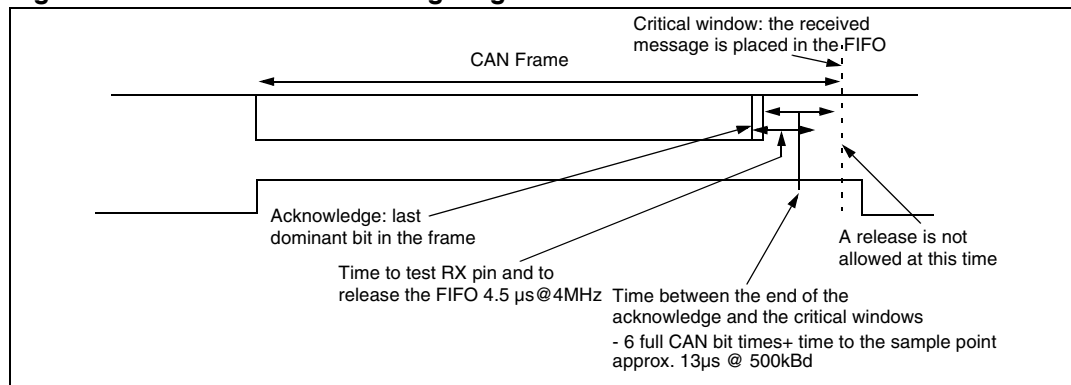 Critical window: the received
message is placed in the FIFO
CAN Frame
Acknowledge: last
dominant bit in the frame
A release is not
allowed at this time
Time to test RX pin and to
release the FIFO 4.5 µs@4MHz
Time between the end of the
acknowledge and the critical windows
- 6 full CAN bit times+ time to the sample point
approx. 13µs @ 500kBd